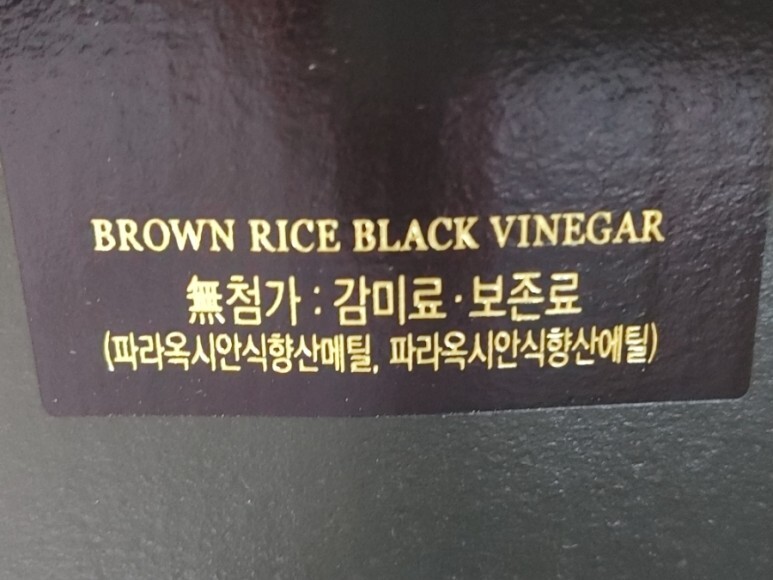 BROWN RICE BLACK VINEGAR
無첨가 : 감미료·보존료
(파라옥시안식향산메틸, 파라옥시안식향산에틸)